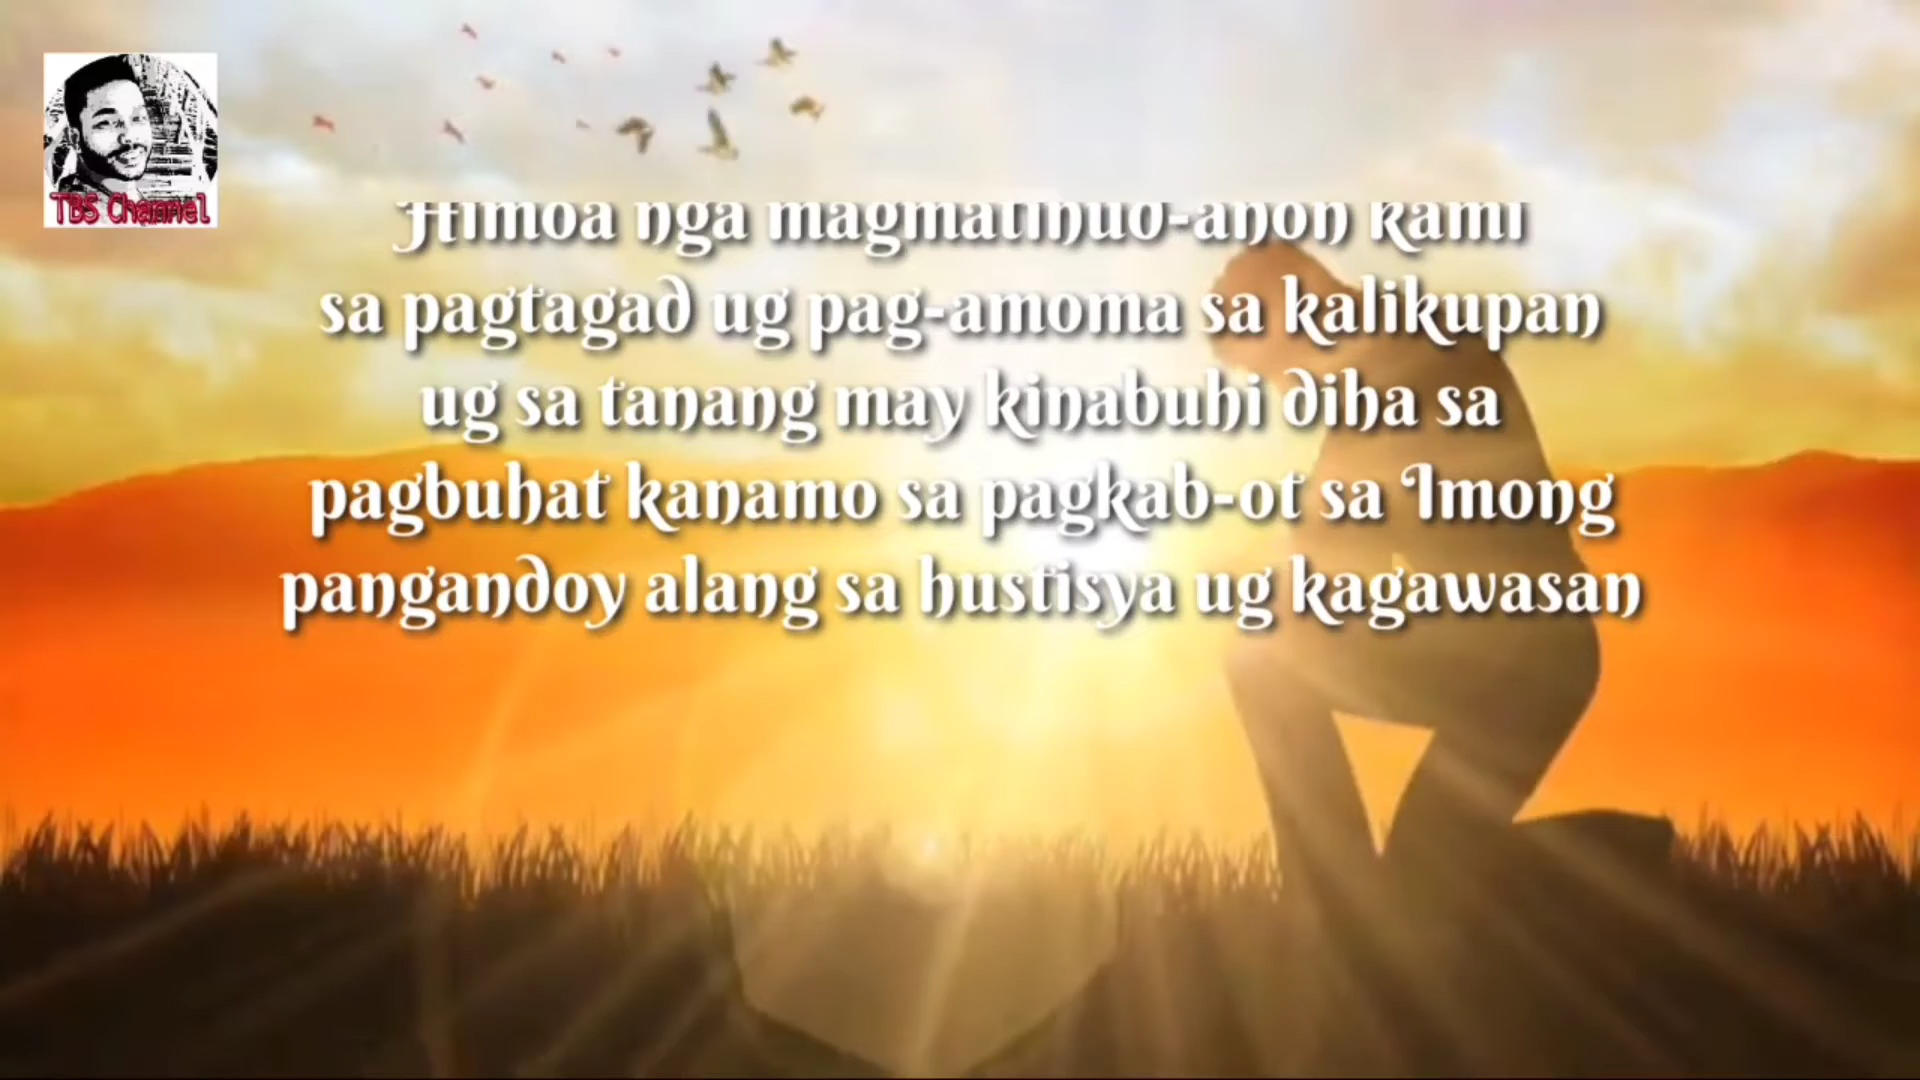 TBS Channel
Himoa nga magmatinud-anon kami
sa pagtagad ug pag-amoma sa kalikupan
ug sa tanang may kinabuhi diha sa
pagbuhat kanamo sa pagkab-ot sa Imong
pangandoy alang sa hustisya ug kagawasan